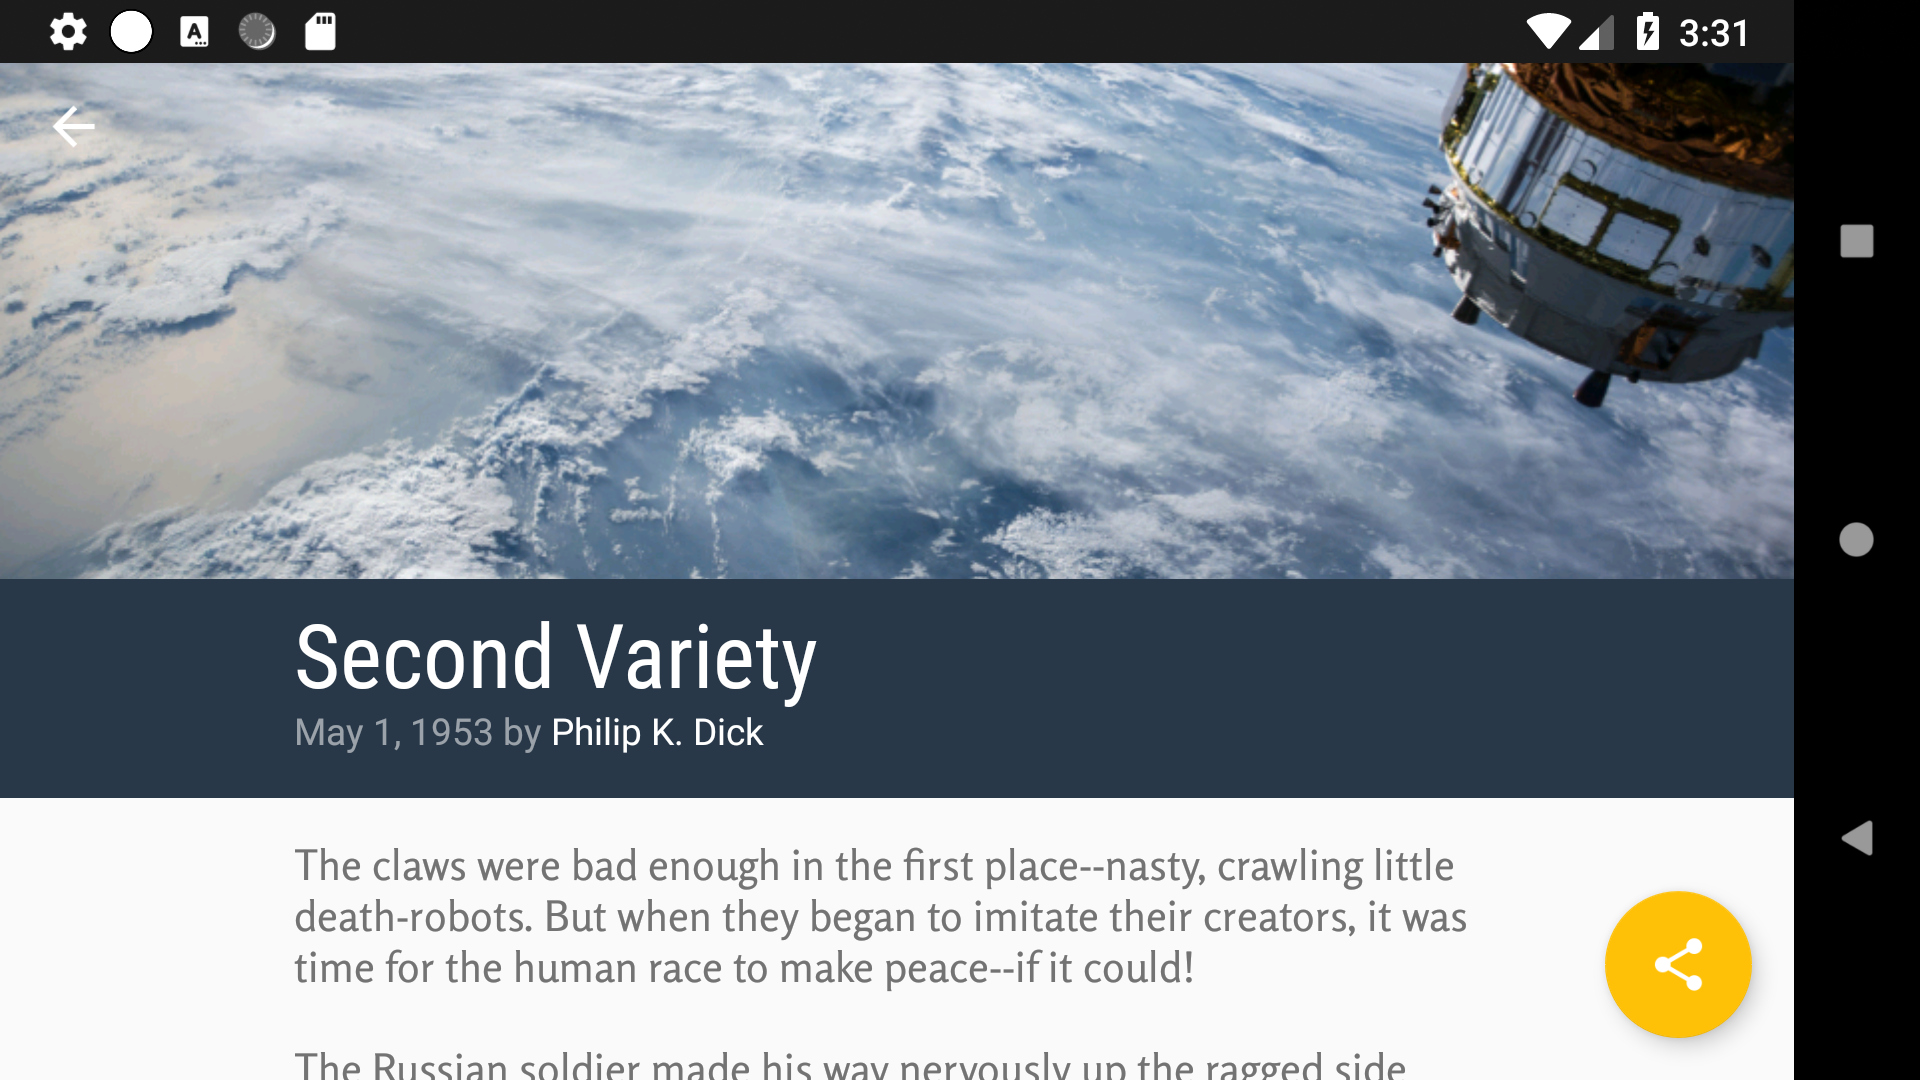 3:31
Second Variety
May 1, 1953 by Philip K. Dick
The claws were bad enough in the first place--nasty, crawling little
death-robots. But when they began to imitate their creators, it was
time for the human race to make peace--if it could!
The Russian soldier made his way nervously up the ragged side